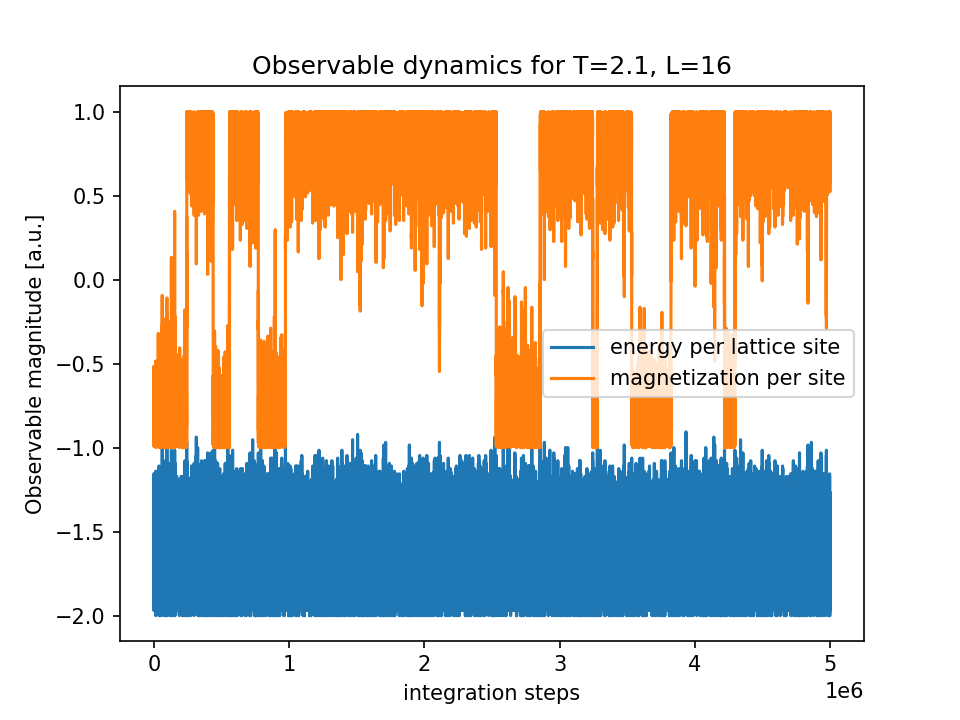 Observable dynamics for T=2.1, L=16
Observable magnitude [a.u.]
1.0
0.5
0.0
−0.5
−1.0
−1.5
−2.0
energy per lattice site
magnetization per site
0 1 2 3 4 5
1e6
integration steps